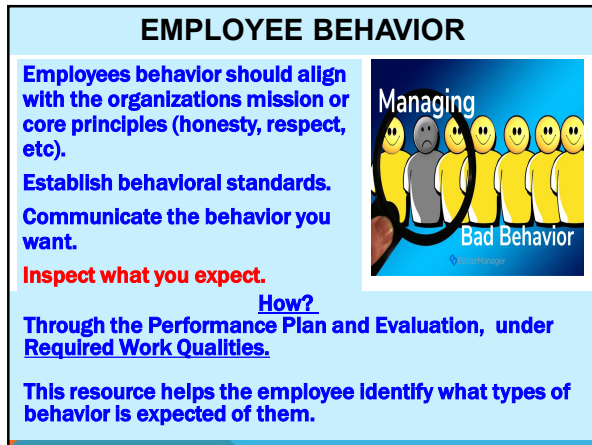 EMPLOYEE BEHAVIOR
Employees behavior should align
with the organizations mission or
core principles (honesty, respect,
etc).
Establish behavioral standards.
Communicate the behavior you
want.
Inspect what you expect.
Managing
Bad Behavior
BetterManager
How?
Through the Performance Plan and Evaluation, under
Required Work Qualities.
This resource helps the employee identify what types of
behavior is expected of them.